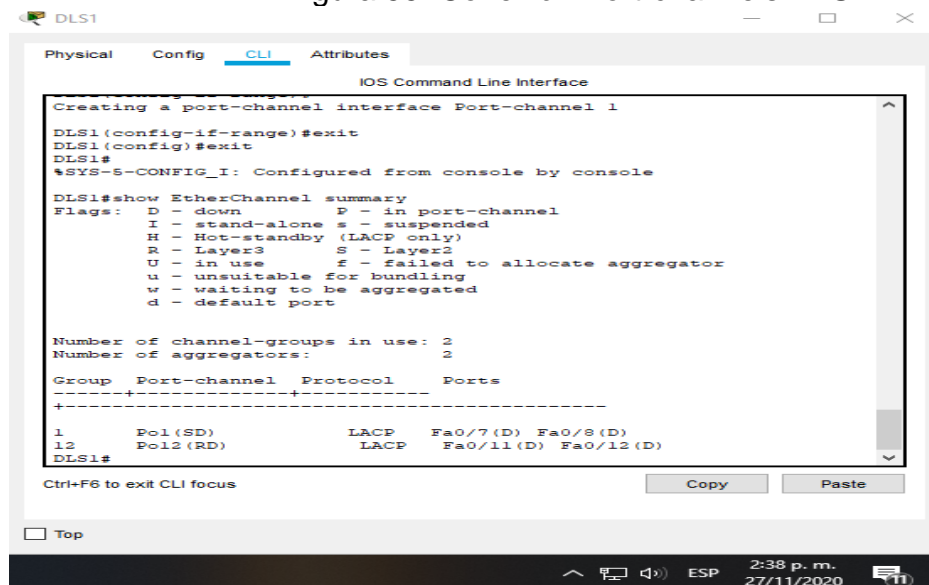 DLS1
Physical Config CLI Attributes
IOS Command Line Interface
Creating a port-channel interface Port-channel 1
DLS1(config-if-range)#exit
DLS1(config)#exit
DLS1#
%SYS-5-CONFIG_I: Configured from console by console
DLS1#show EtherChannel summary
Flags: D - down P - in port-channel
I - stand-alone s - suspended
H - Hot-standby (LACP only)
R - Layer3 S - Layer2
U - in use f - failed to allocate aggregator
u - unsuitable for bundling
w - waiting to be aggregated
d - default port
Number of channel-groups in use: 2
Number of aggregators: 2
Group Port-channel Protocol Ports
------+-------------+-----------
+----------------------------------------------
1 Po1(SD) LACP Fa0/7(D) Fa0/8(D)
12 Po12(RD) LACP Fa0/11(D) Fa0/12(D)
DLS1#
Ctrl+F6 to exit CLI focus
Copy Paste
Top
ESP
2:38 p. m.
27/11/2020
11